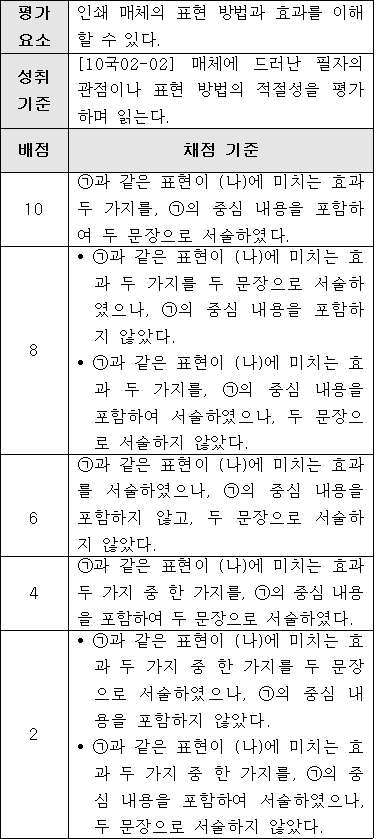 평가
요소
인쇄 매체의 표현 방법과 효과를 이해
할 수 있다.
성취
기준
[10국02-02] 매체에 드러난 필자의
관점이나 표현 방법의 적절성을 평가
하며 읽는다.
배점
채점 기준
10
㉠과 같은 표현이 (나)에 미치는 효과
두 가지를, ㉠의 중심 내용을 포함하
여 두 문장으로 서술하였다.
8
• ㉠과 같은 표현이 (나)에 미치는 효
과 두 가지를 두 문장으로 서술하
였으나, ㉠의 중심 내용을 포함하
지 않았다.
• ㉠과 같은 표현이 (나)에 미치는 효
과 두 가지를, ㉠의 중심 내용을
포함하여 서술하였으나, 두 문장으
로 서술하지 않았다.
6
㉠과 같은 표현이 (나)에 미치는 효과
를 서술하였으나, ㉠의 중심 내용을
포함하지 않고, 두 문장으로 서술하
지 않았다.
4
㉠과 같은 표현이 (나)에 미치는 효과
두 가지 중 한 가지를, ㉠의 중심 내용
을 포함하여 두 문장으로 서술하였다.
2
• ㉠과 같은 표현이 (나)에 미치는 효
과 두 가지 중 한 가지를 두 문장
으로 서술하였으나, ㉠의 중심 내
용을 포함하지 않았다.
• ㉠과 같은 표현이 (나)에 미치는 효
과 두 가지 중 한 가지를, ㉠의 중
심 내용을 포함하여 서술하였으나,
두 문장으로 서술하지 않았다.